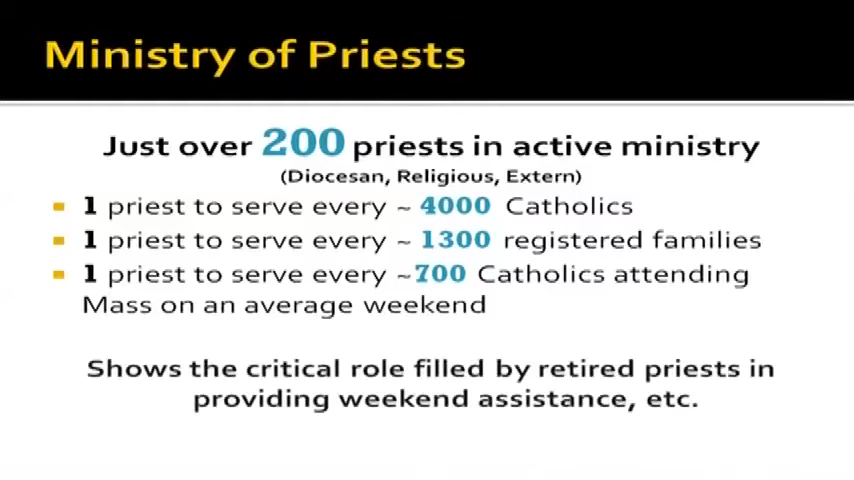 Ministry of Priests
Just over 200 priests in active ministry
(Diocesan, Religious, Extern)
1 priest to serve every ~ 4000 Catholics
1 priest to serve every ~ 1300 registered families
1 priest to serve every ~700 Catholics attending
Mass on an average weekend
Shows the critical role filled by retired priests in
providing weekend assistance, etc.